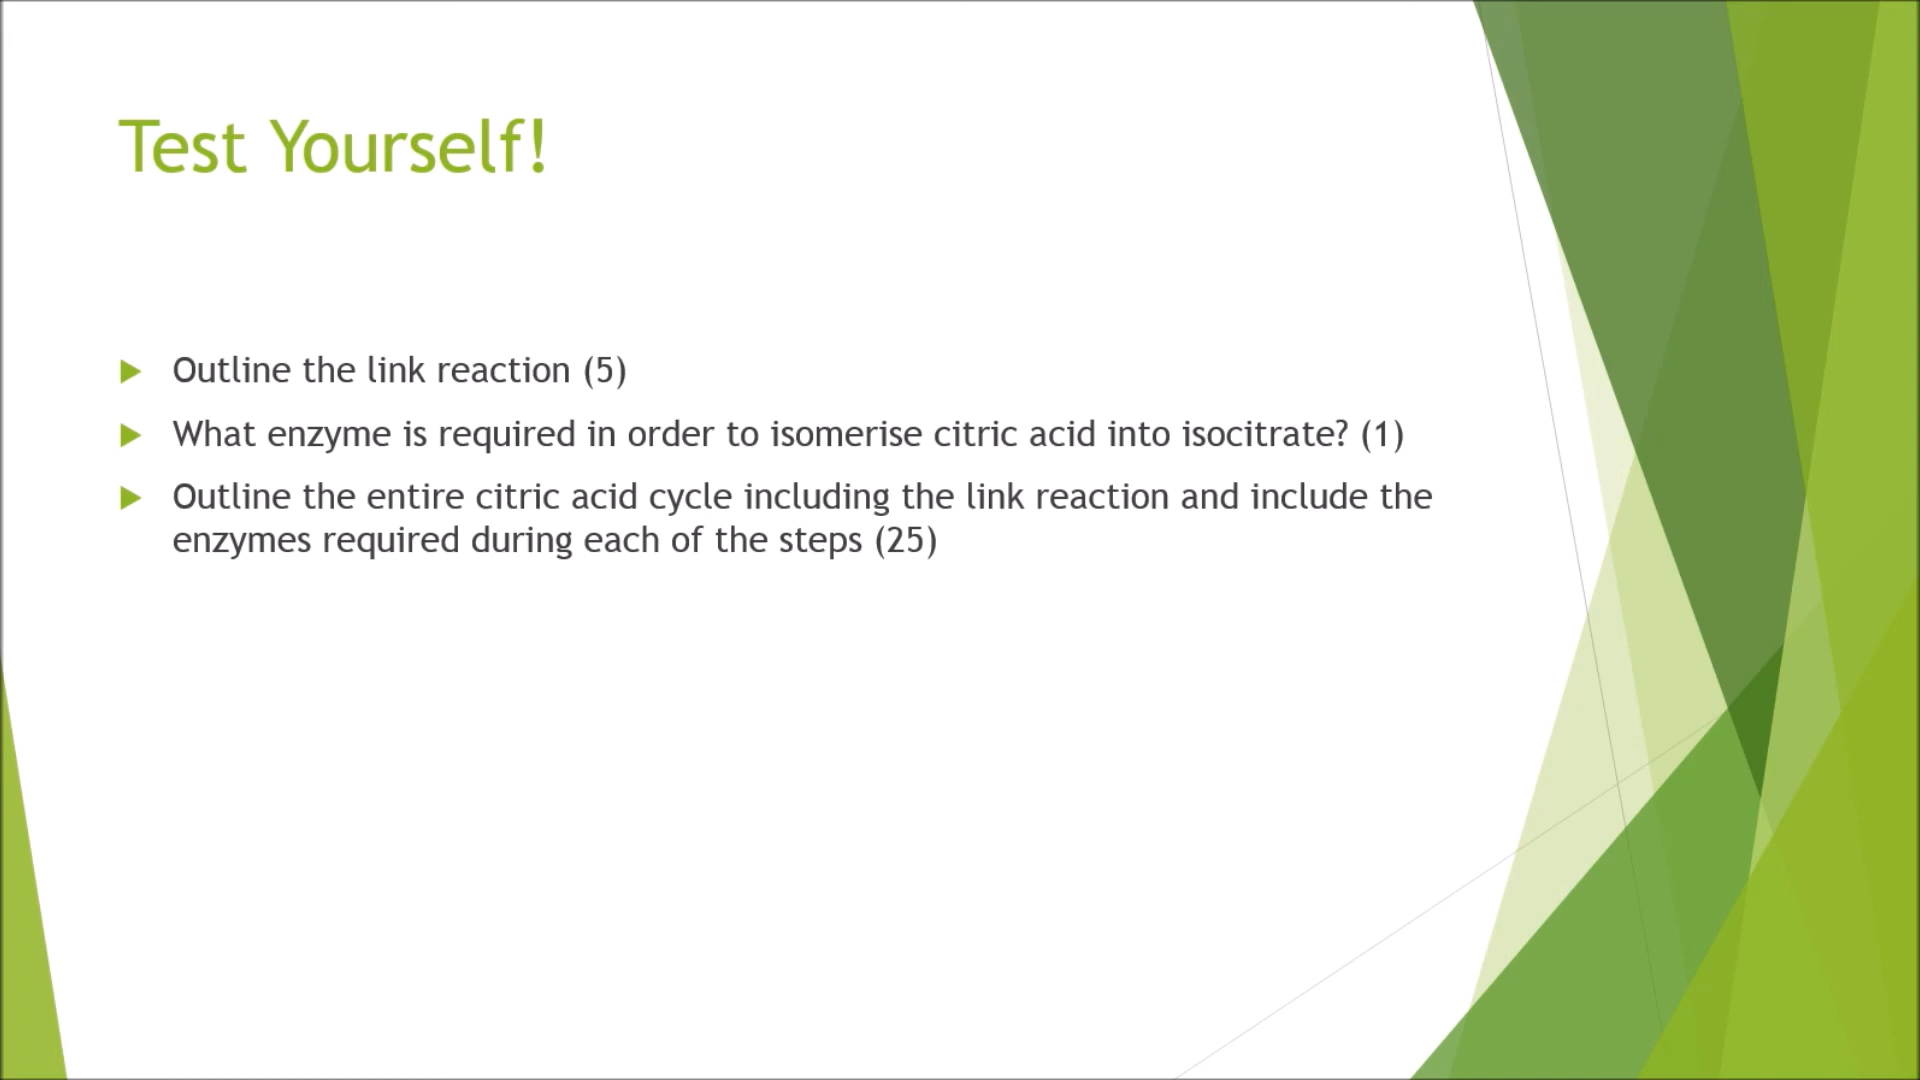 Test Yourself!
Outline the link reaction (5)
What enzyme is required in order to isomerise citric acid into isocitrate? (1)
Outline the entire citric acid cycle including the link reaction and include the
enzymes required during each of the steps (25)